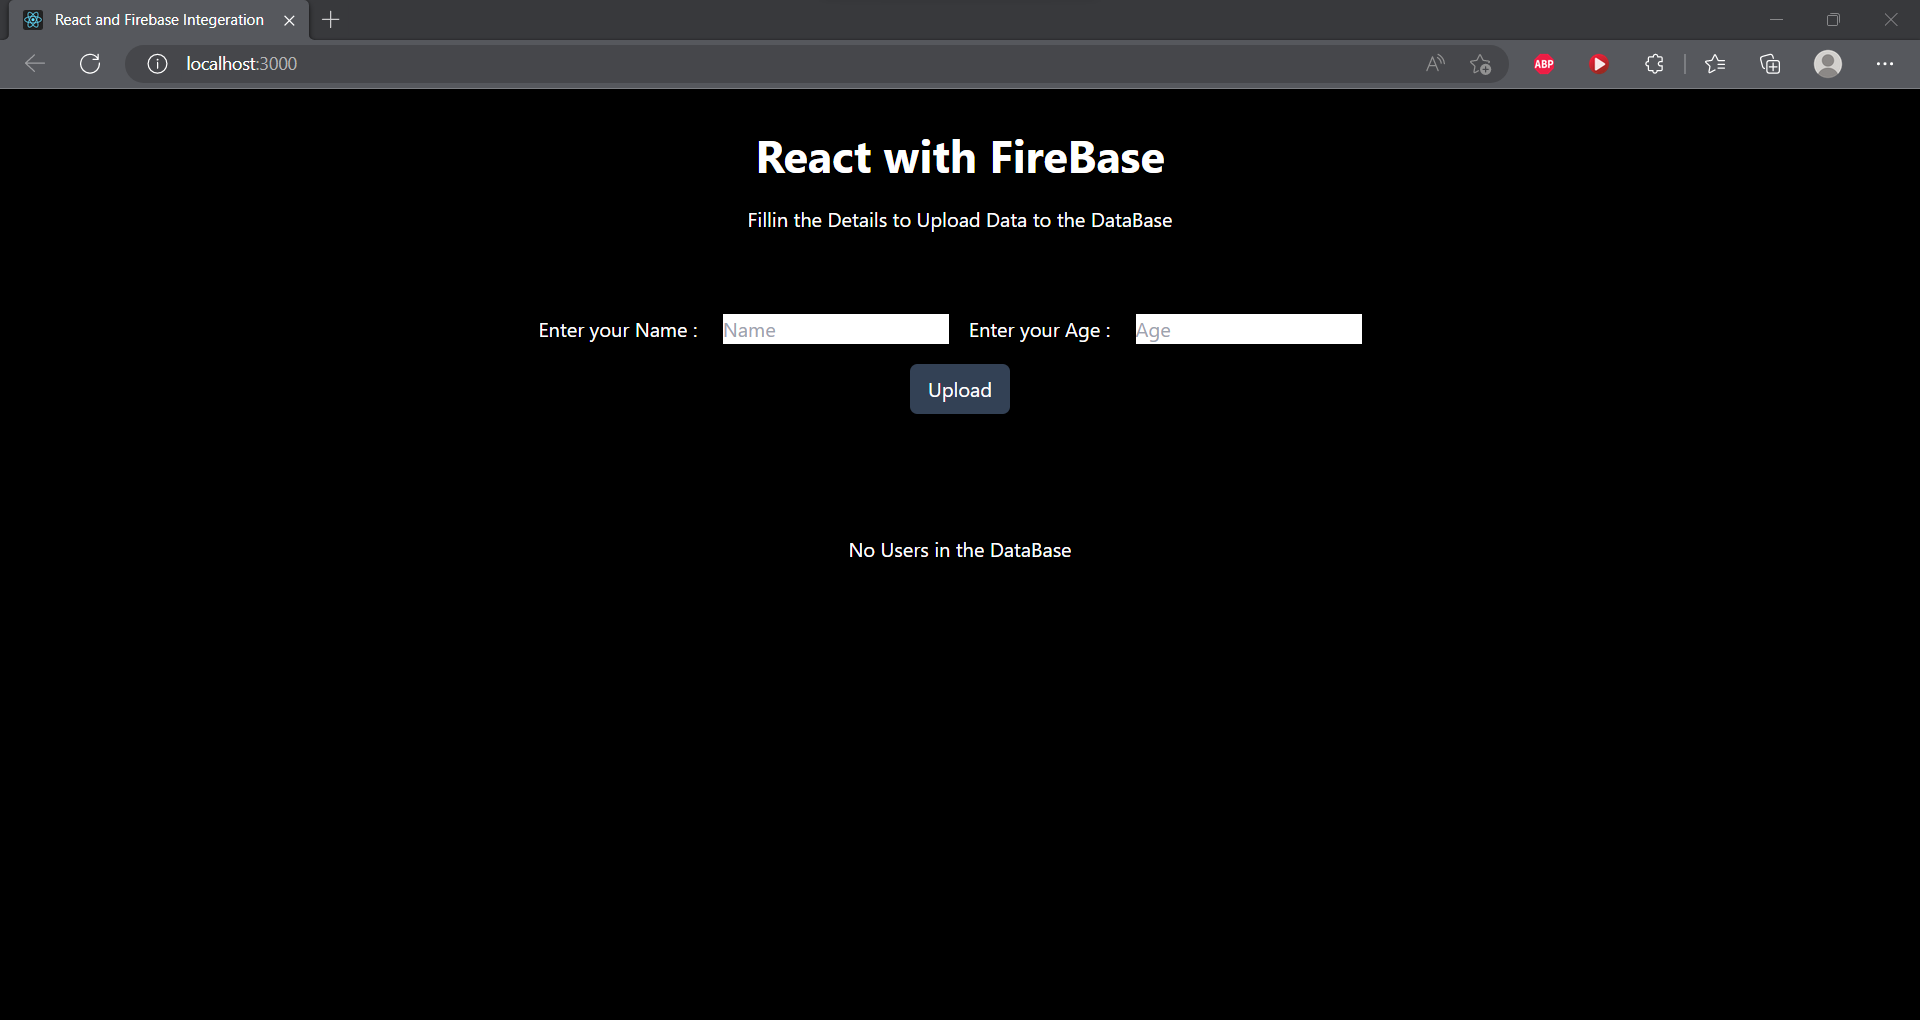 React and Firebase Integeration
localhost:3000
ABP
React with FireBase
Fillin the Details to Upload Data to the DataBase
Enter your Name : Name Enter your Age : Age
Upload
No Users in the DataBase